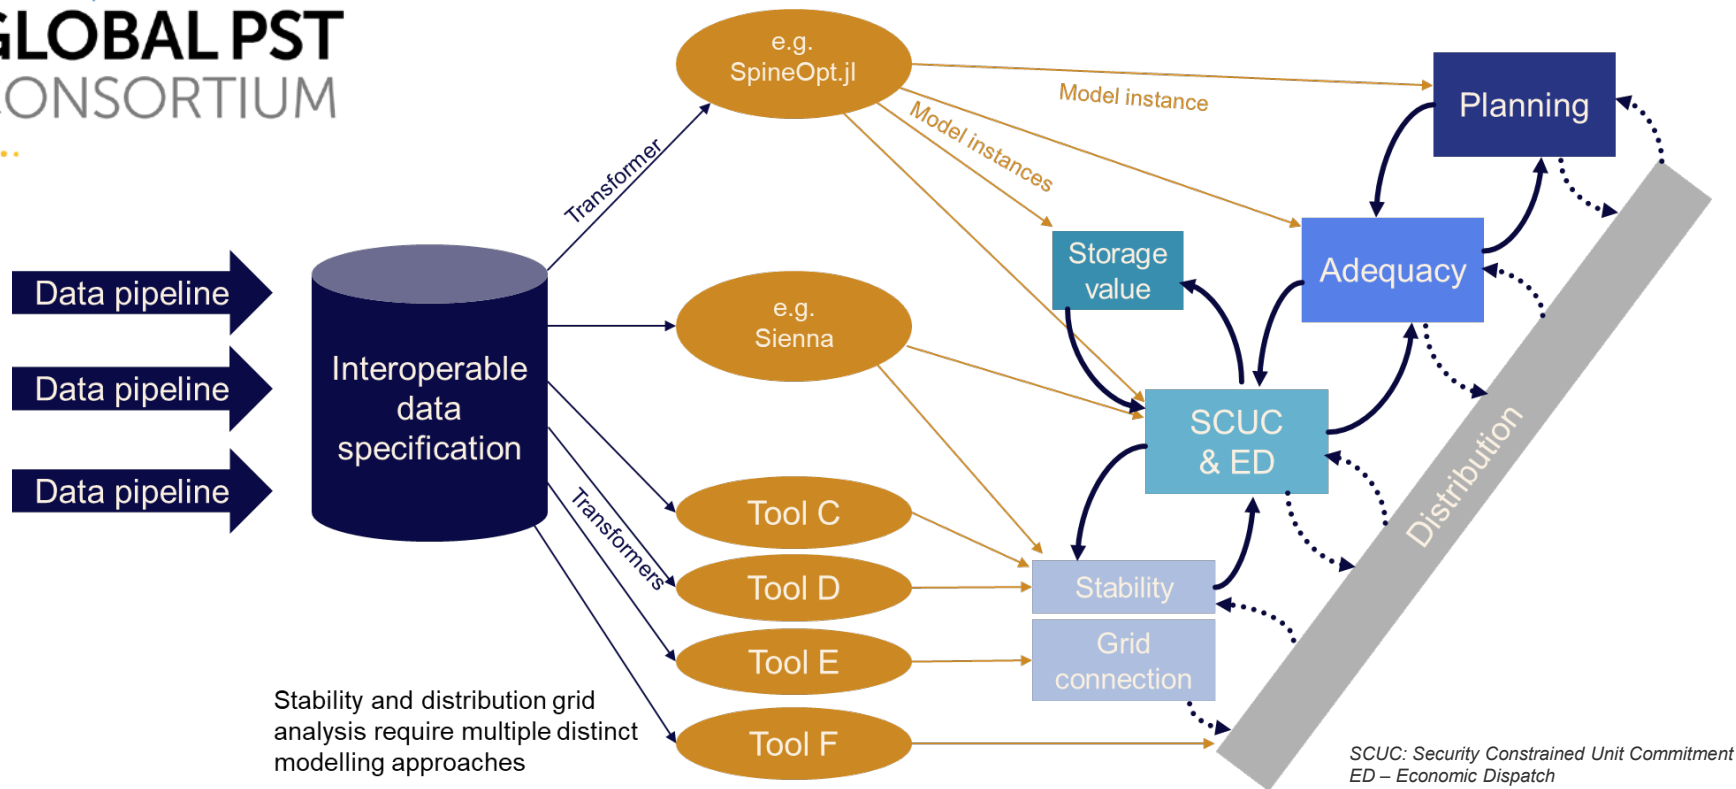 GLOBAL PST
CONSORTIUM
e.g.
SpineOpt.jl
Model instance
Model instances
Planning
Transformer
Storage
value
Adequacy
Data pipeline
Data pipeline
Data pipeline
Interoperable
data
specification
e.g.
Sienna
SCUC
& ED
Distribution
Transformers
Tool C
Tool D
Tool E
Tool F
Stability
Grid
connection
Stability and distribution grid
analysis require multiple distinct
modelling approaches
SCUC: Security Constrained Unit Commitment
ED – Economic Dispatch